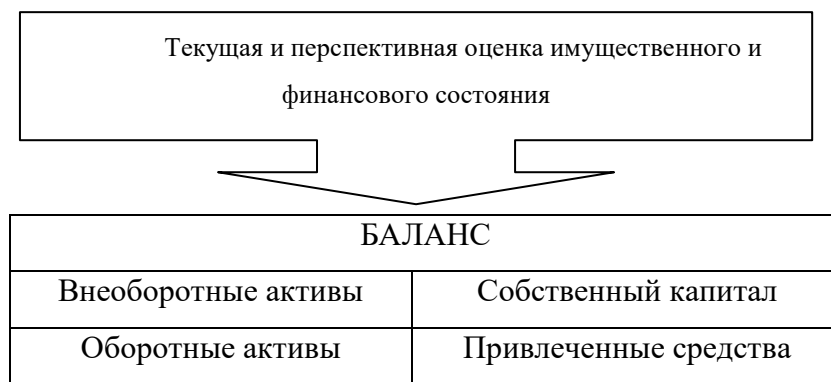 Текущая и перспективная оценка имущественного и
финансового состояния
БАЛАНС
Внеоборотные активы Собственный капитал
Оборотные активы Привлеченные средства